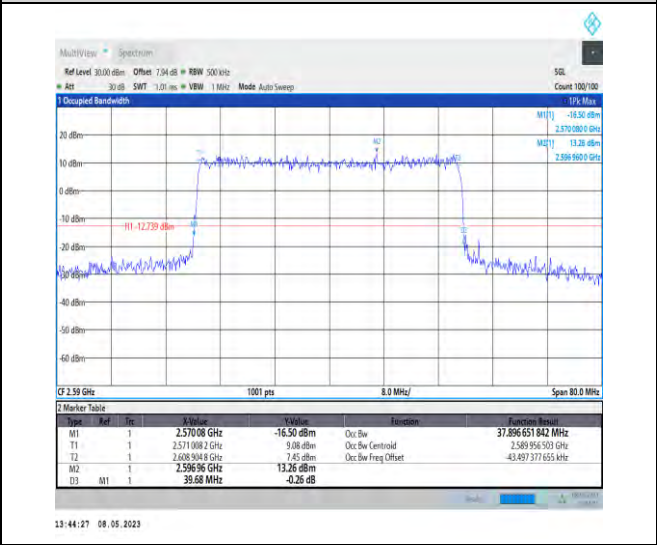 MultiView Spectrum
Ref Level 30.00 dBm Offset 7.94 dB RBW 500 kHz SGL
Att 30 dB SWT 1.01 ms VBW 1 MHz Mode Auto Sweep Count 100/100
1 Occupied Bandwidth 1Pk Max
M1[1] -16.50 dBm
2.570 080 0 GHz
M2[1] 13.26 dBm
2.596 960 0 GHz
20 dBm
M2
10 dBm
0 dBm
-10 dBm
H1 -12.739 dBm
-20 dBm
-30 dBm
-40 dBm
-50 dBm
-60 dBm
CF 2.59 GHz 1001 pts 8.0 MHz/ Span 80.0 MHz
2 Marker Table
Type Ref Trc X-Value Y-Value Function Function Result
M1 1 2.570 08 GHz -16.50 dBm Occ Bw 37.896 651 842 MHz
T1 1 2.571 008 2 GHz 9.08 dBm Occ Bw Centroid 2.589 956 503 GHz
T2 1 2.608 904 8 GHz 7.45 dBm Occ Bw Freq Offset -43.497 377 655 kHz
M2 1 2.596 96 GHz 13.26 dBm
D3 M1 1 39.68 MHz -0.26 dB
13:44:27 08.05.2023